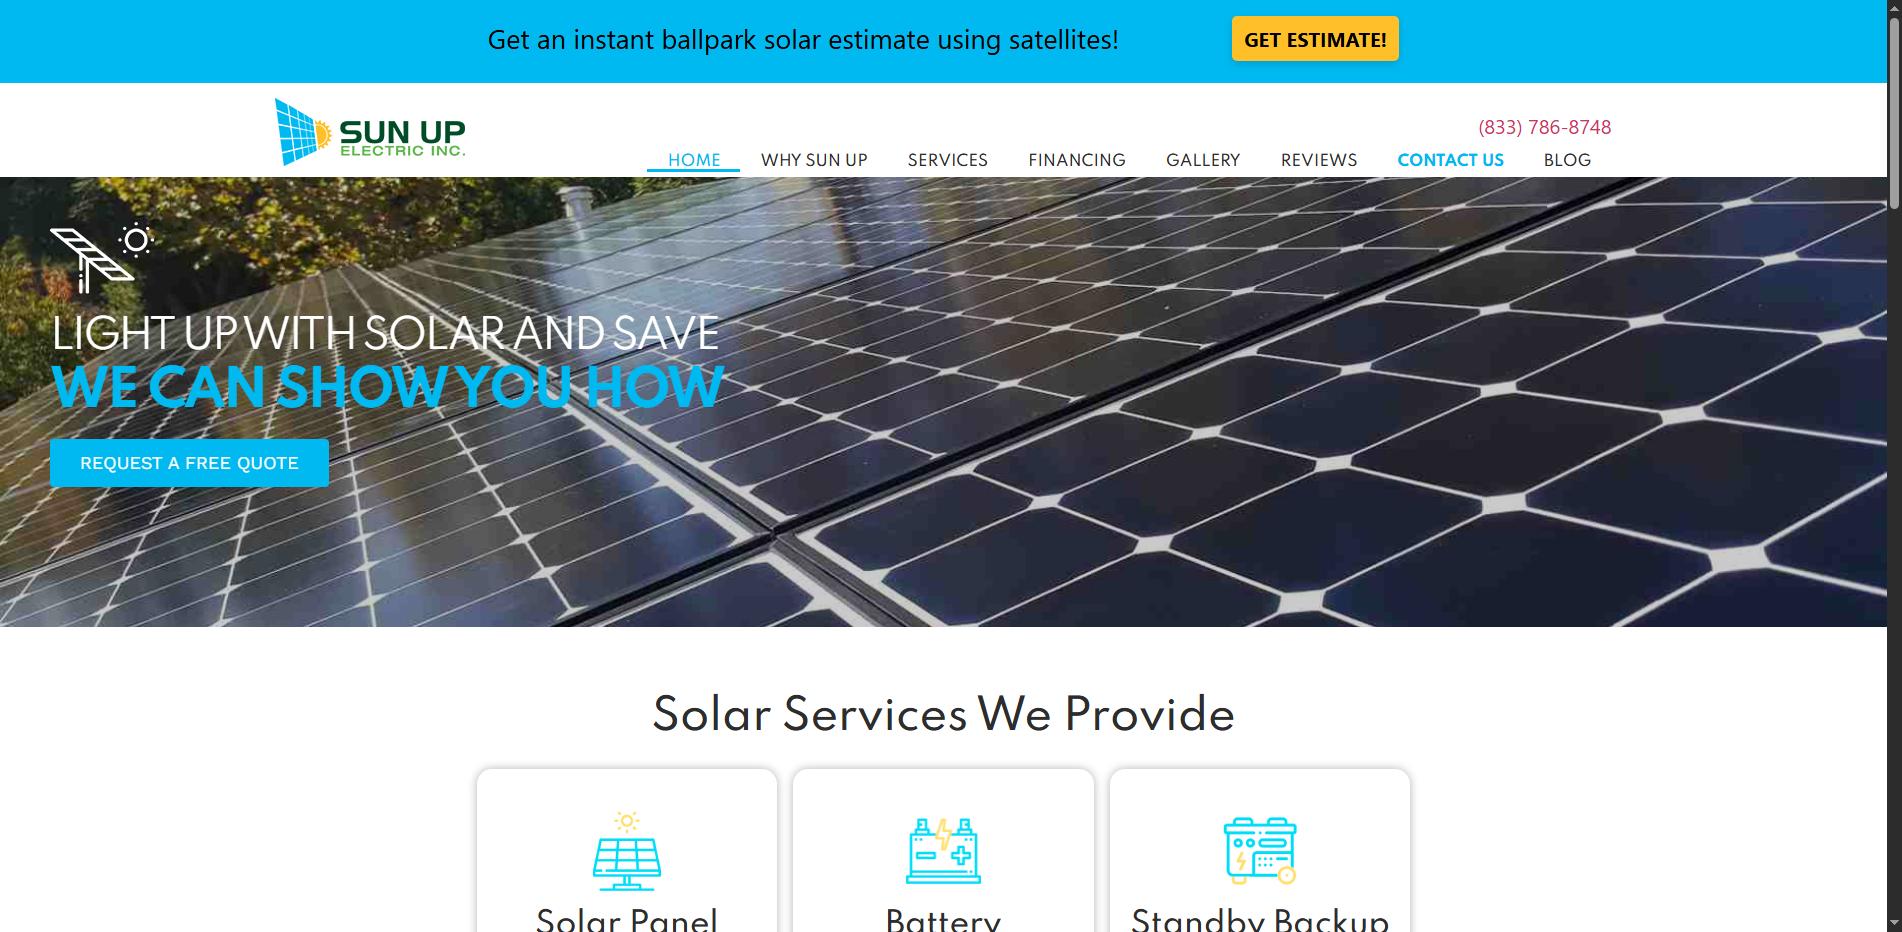 Get an instant ballpark solar estimate using satellites!
GET ESTIMATE!
SUN UP
ELECTRIC INC.
(833) 786-8748
HOME
WHY SUN UP
SERVICES
FINANCING
GALLERY
REVIEWS
CONTACT US
BLOG
LIGHT UP WITH SOLAR AND SAVE
WE CAN SHOW YOU HOW
REQUEST A FREE QUOTE
Solar Services We Provide
Solar Panel
Battery
Standby Backup